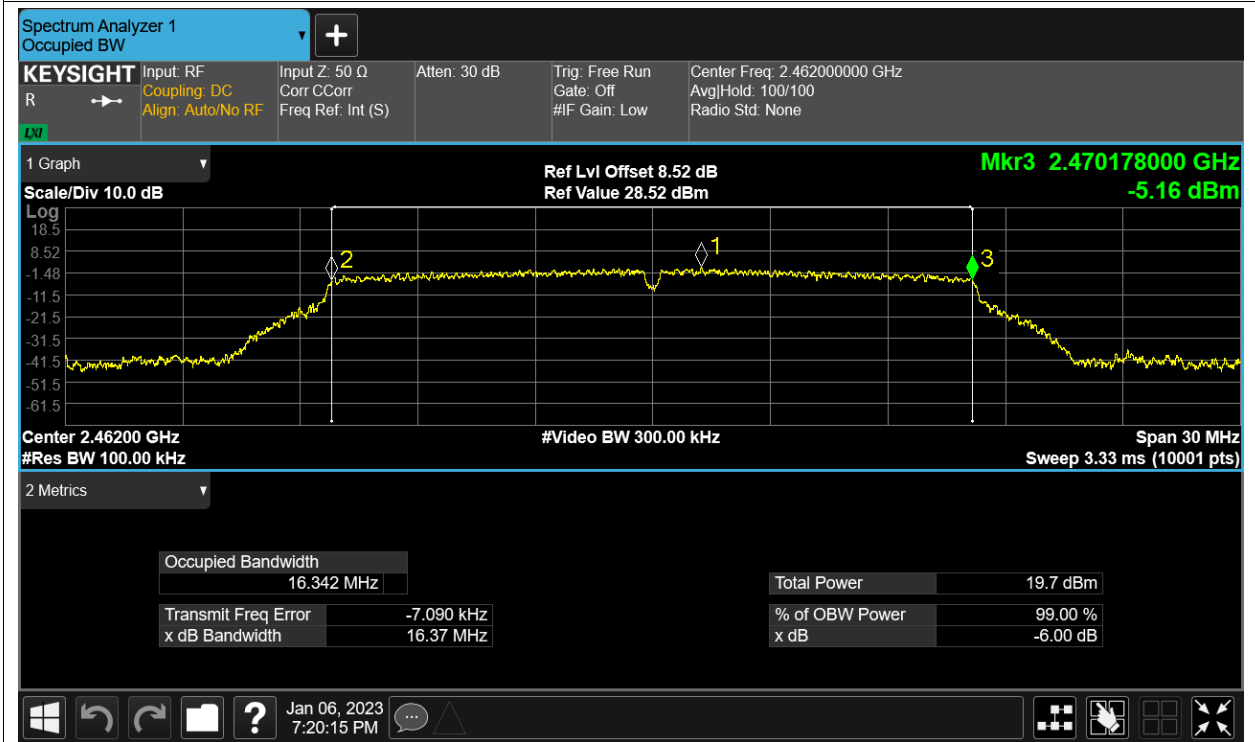 Spectrum Analyzer 1
Occupied BW
KEYSIGHT
R
LXI
Input: RF
Coupling: DC
Align: Auto/No RF
Input Z: 50 Ω
Corr CCorr
Freq Ref: Int (S)
Atten: 30 dB
Trig: Free Run
Gate: Off
#IF Gain: Low
Center Freq: 2.462000000 GHz
Avg|Hold: 100/100
Radio Std: None
1 Graph
Scale/Div 10.0 dB
Ref Lvl Offset 8.52 dB
Ref Value 28.52 dBm
Mkr3 2.470178000 GHz
-5.16 dBm
Log
18.5
8.52
-1.48
-11.5
-21.5
-31.5
-41.5
-51.5
-61.5
2
1
3
Center 2.46200 GHz
#Res BW 100.00 kHz
#Video BW 300.00 kHz
Span 30 MHz
Sweep 3.33 ms (10001 pts)
2 Metrics
Occupied Bandwidth
16.342 MHz
Transmit Freq Error -7.090 kHz
x dB Bandwidth 16.37 MHz
Total Power 19.7 dBm
% of OBW Power 99.00 %
x dB -6.00 dB
?
Jan 06, 2023
7:20:15 PM